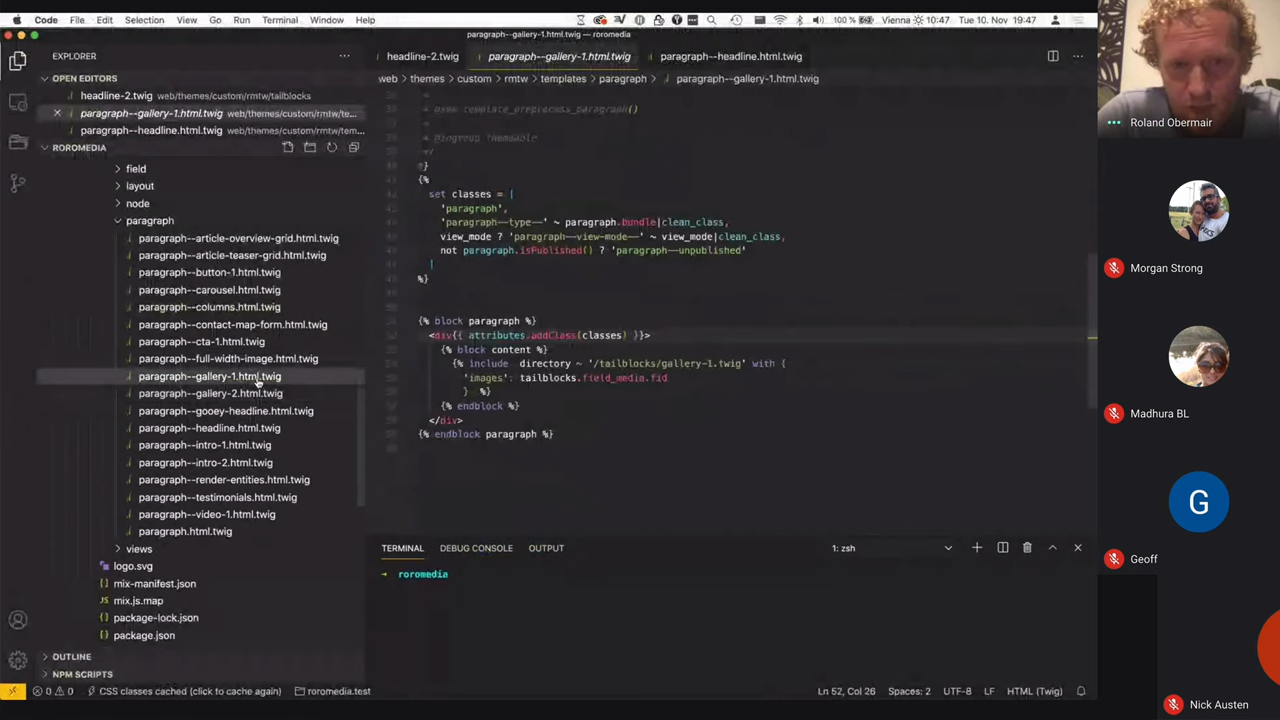 Code File Edit Selection View Go Run Terminal Window Help 100 % Vienna 10:47 Tue 10. Nov 19:47
paragraph--gallery-1.html.twig — roromedia
EXPLORER
headline-2.twig paragraph--gallery-1.html.twig paragraph--headline.html.twig
OPEN EDITORS
web > themes > custom > rmtw > templates > paragraph > paragraph--gallery-1.html.twig
headline-2.twig web/themes/custom/rmtw/tailblocks
paragraph--gallery-1.html.twig web/themes/custom/rmtw/te...
paragraph--headline.html.twig web/themes/custom/rmtw/tem...
ROROMEDIA
field
layout
node
paragraph
paragraph--article-overview-grid.html.twig
paragraph--article-teaser-grid.html.twig
paragraph--button-1.html.twig
paragraph--carousel.html.twig
paragraph--columns.html.twig
paragraph--contact-map-form.html.twig
paragraph--cta-1.html.twig
paragraph--full-width-image.html.twig
paragraph--gallery-1.html.twig
paragraph--gallery-2.html.twig
paragraph--gooey-headline.html.twig
paragraph--headline.html.twig
paragraph--intro-1.html.twig
paragraph--intro-2.html.twig
paragraph--render-entities.html.twig
paragraph--testimonials.html.twig
paragraph--video-1.html.twig
paragraph.html.twig
views
logo.svg
mix-manifest.json
mix.js.map
package-lock.json
package.json
OUTLINE
NPM SCRIPTS
template_preprocess_paragraph()
* @ingroup themeable
*/
#}
{%
set classes = [
'paragraph',
'paragraph--type--' ~ paragraph.bundle|clean_class,
view_mode ? 'paragraph--view-mode--' ~ view_mode|clean_class,
not paragraph.isPublished() ? 'paragraph--unpublished'
]
%}
{% block paragraph %}
<div{{ attributes.addClass(classes) }}>
{% block content %}
{% include directory ~ '/tailblocks/gallery-1.twig' with {
'images': tailblocks.field_media.fid
} %}
{% endblock %}
</div>
{% endblock paragraph %}
TERMINAL DEBUG CONSOLE OUTPUT 1: zsh
→ roromedia
0 0 CSS classes cached (click to cache again) roromedia.test Ln 52, Col 26 Spaces: 2 UTF-8 LF HTML (Twig)
Roland Obermair
Morgan Strong
Madhura BL
G
Geoff
Nick Austen